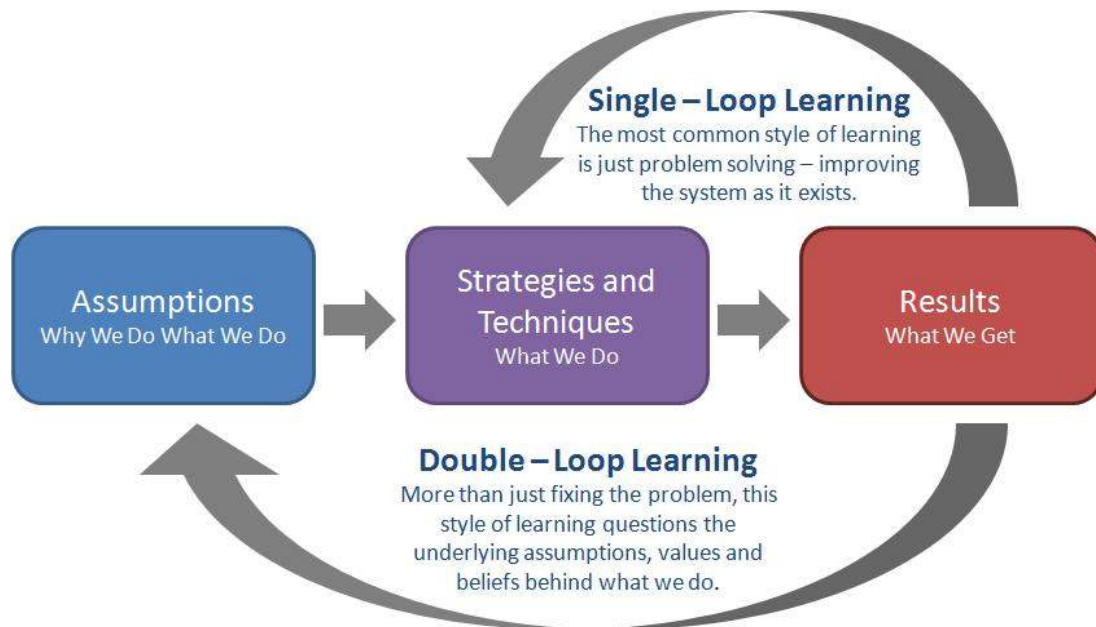 Single – Loop Learning
The most common style of learning
is just problem solving – improving
the system as it exists.
Assumptions
Why We Do What We Do
Strategies and
Techniques
What We Do
Results
What We Get
Double – Loop Learning
More than just fixing the problem, this
style of learning questions the
underlying assumptions, values and
beliefs behind what we do.